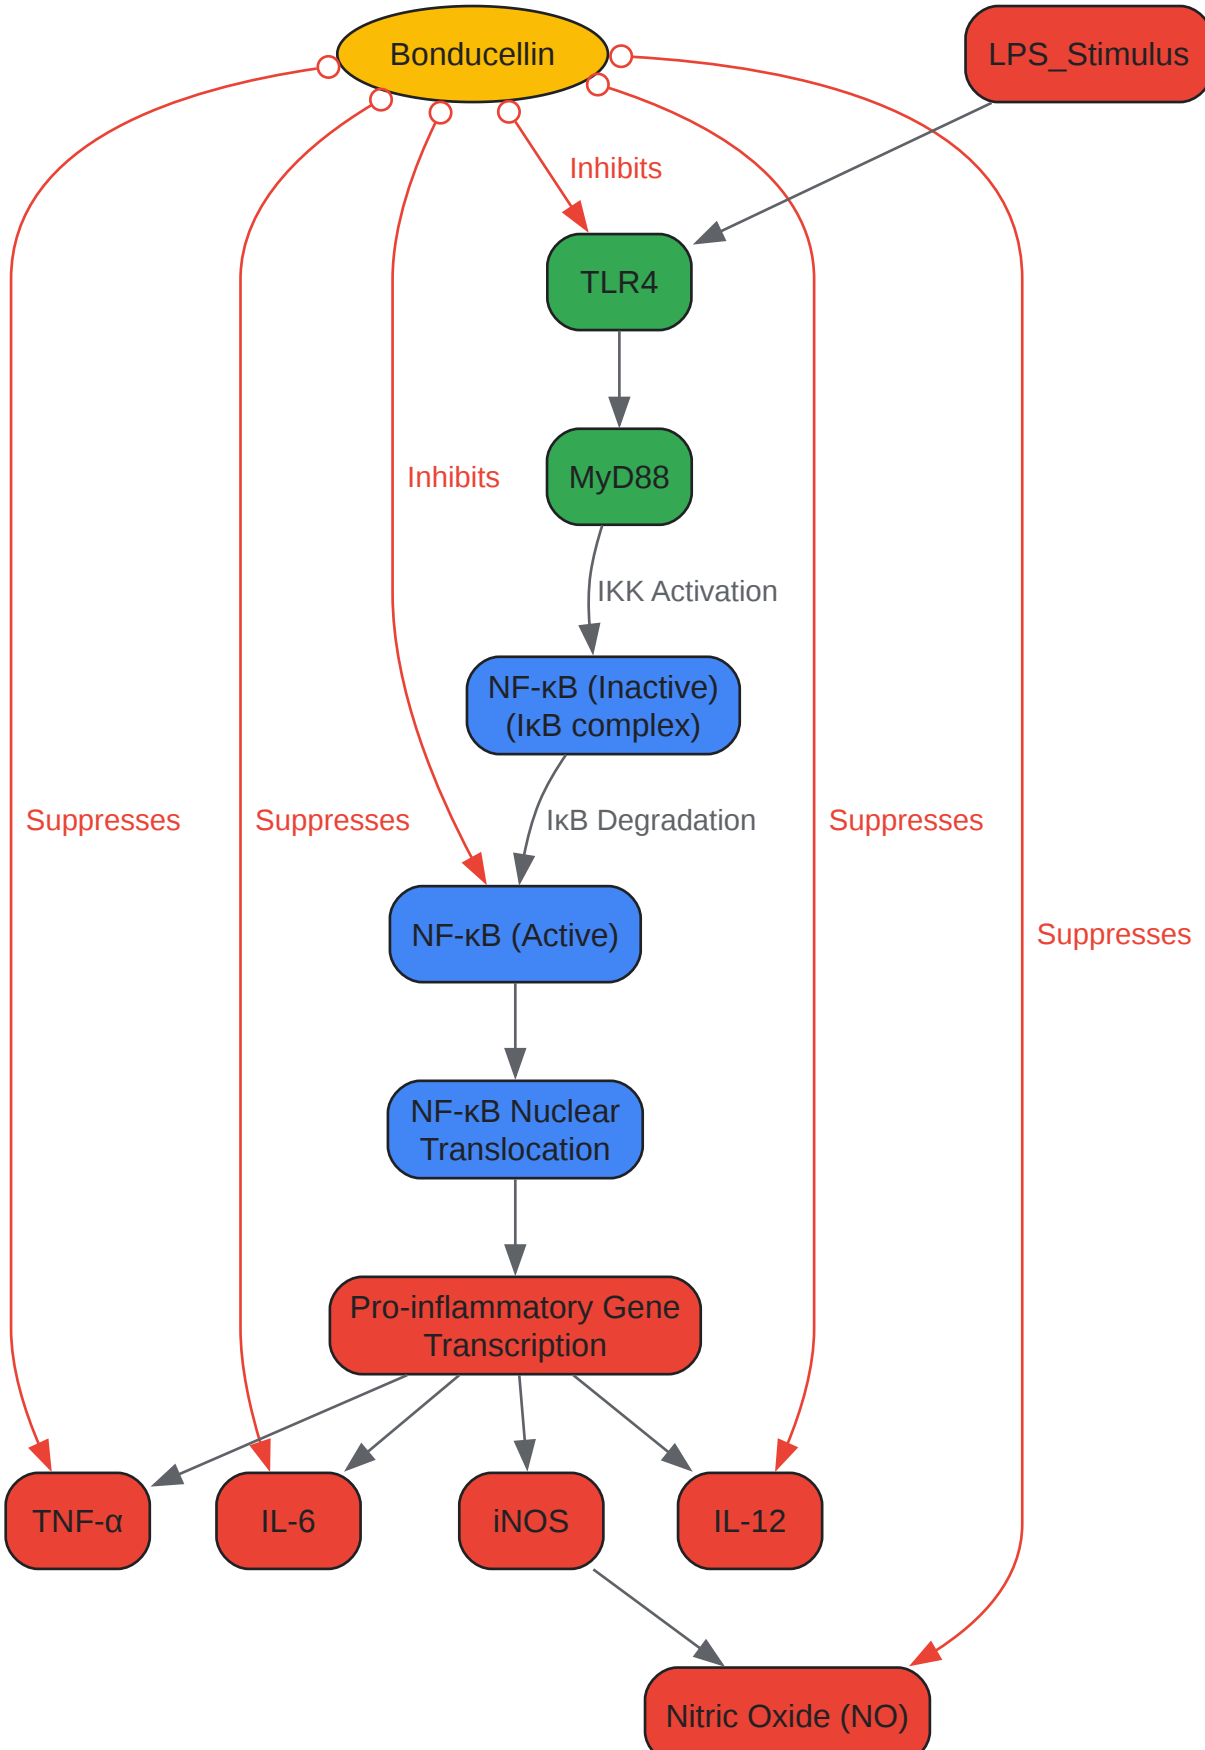 Bonducellin
LPS_Stimulus
Inhibits
TLR4
MyD88
Inhibits
IKK Activation
NF-κB (Inactive)
(IκB complex)
Suppresses
Suppresses
IκB Degradation
Suppresses
NF-κB (Active)
Suppresses
NF-κB Nuclear
Translocation
Pro-inflammatory Gene
Transcription
TNF-α
IL-6
iNOS
IL-12
Nitric Oxide (NO)